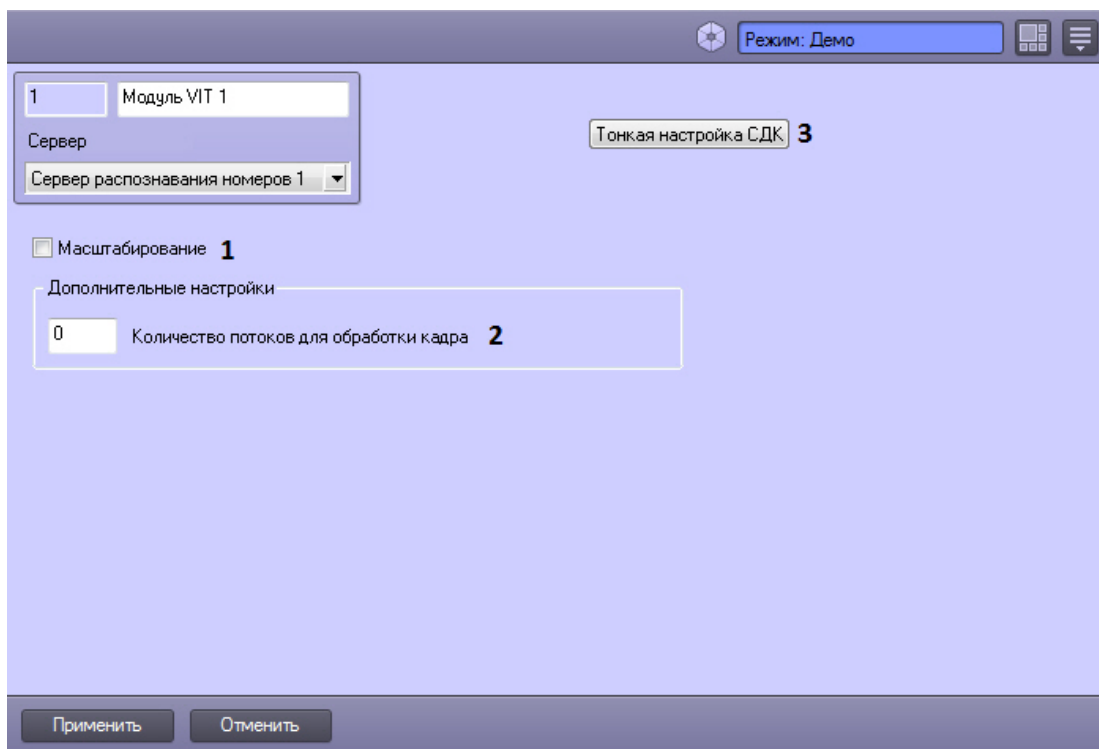 Режим: Демо
1 Модуль VIT 1
Сервер
Тонкая настройка СДК 3
Сервер распознавания номеров 1
Масштабирование 1
Дополнительные настройки
0 Количество потоков для обработки кадра 2
Применить Отменить